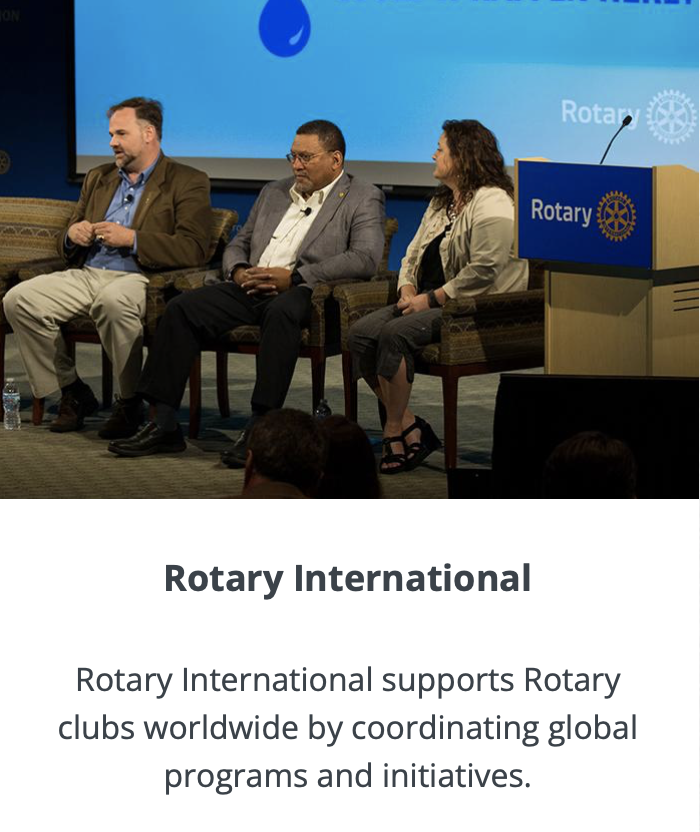 Rotary
Rotary
Rotary International
Rotary International supports Rotary
clubs worldwide by coordinating global
programs and initiatives.